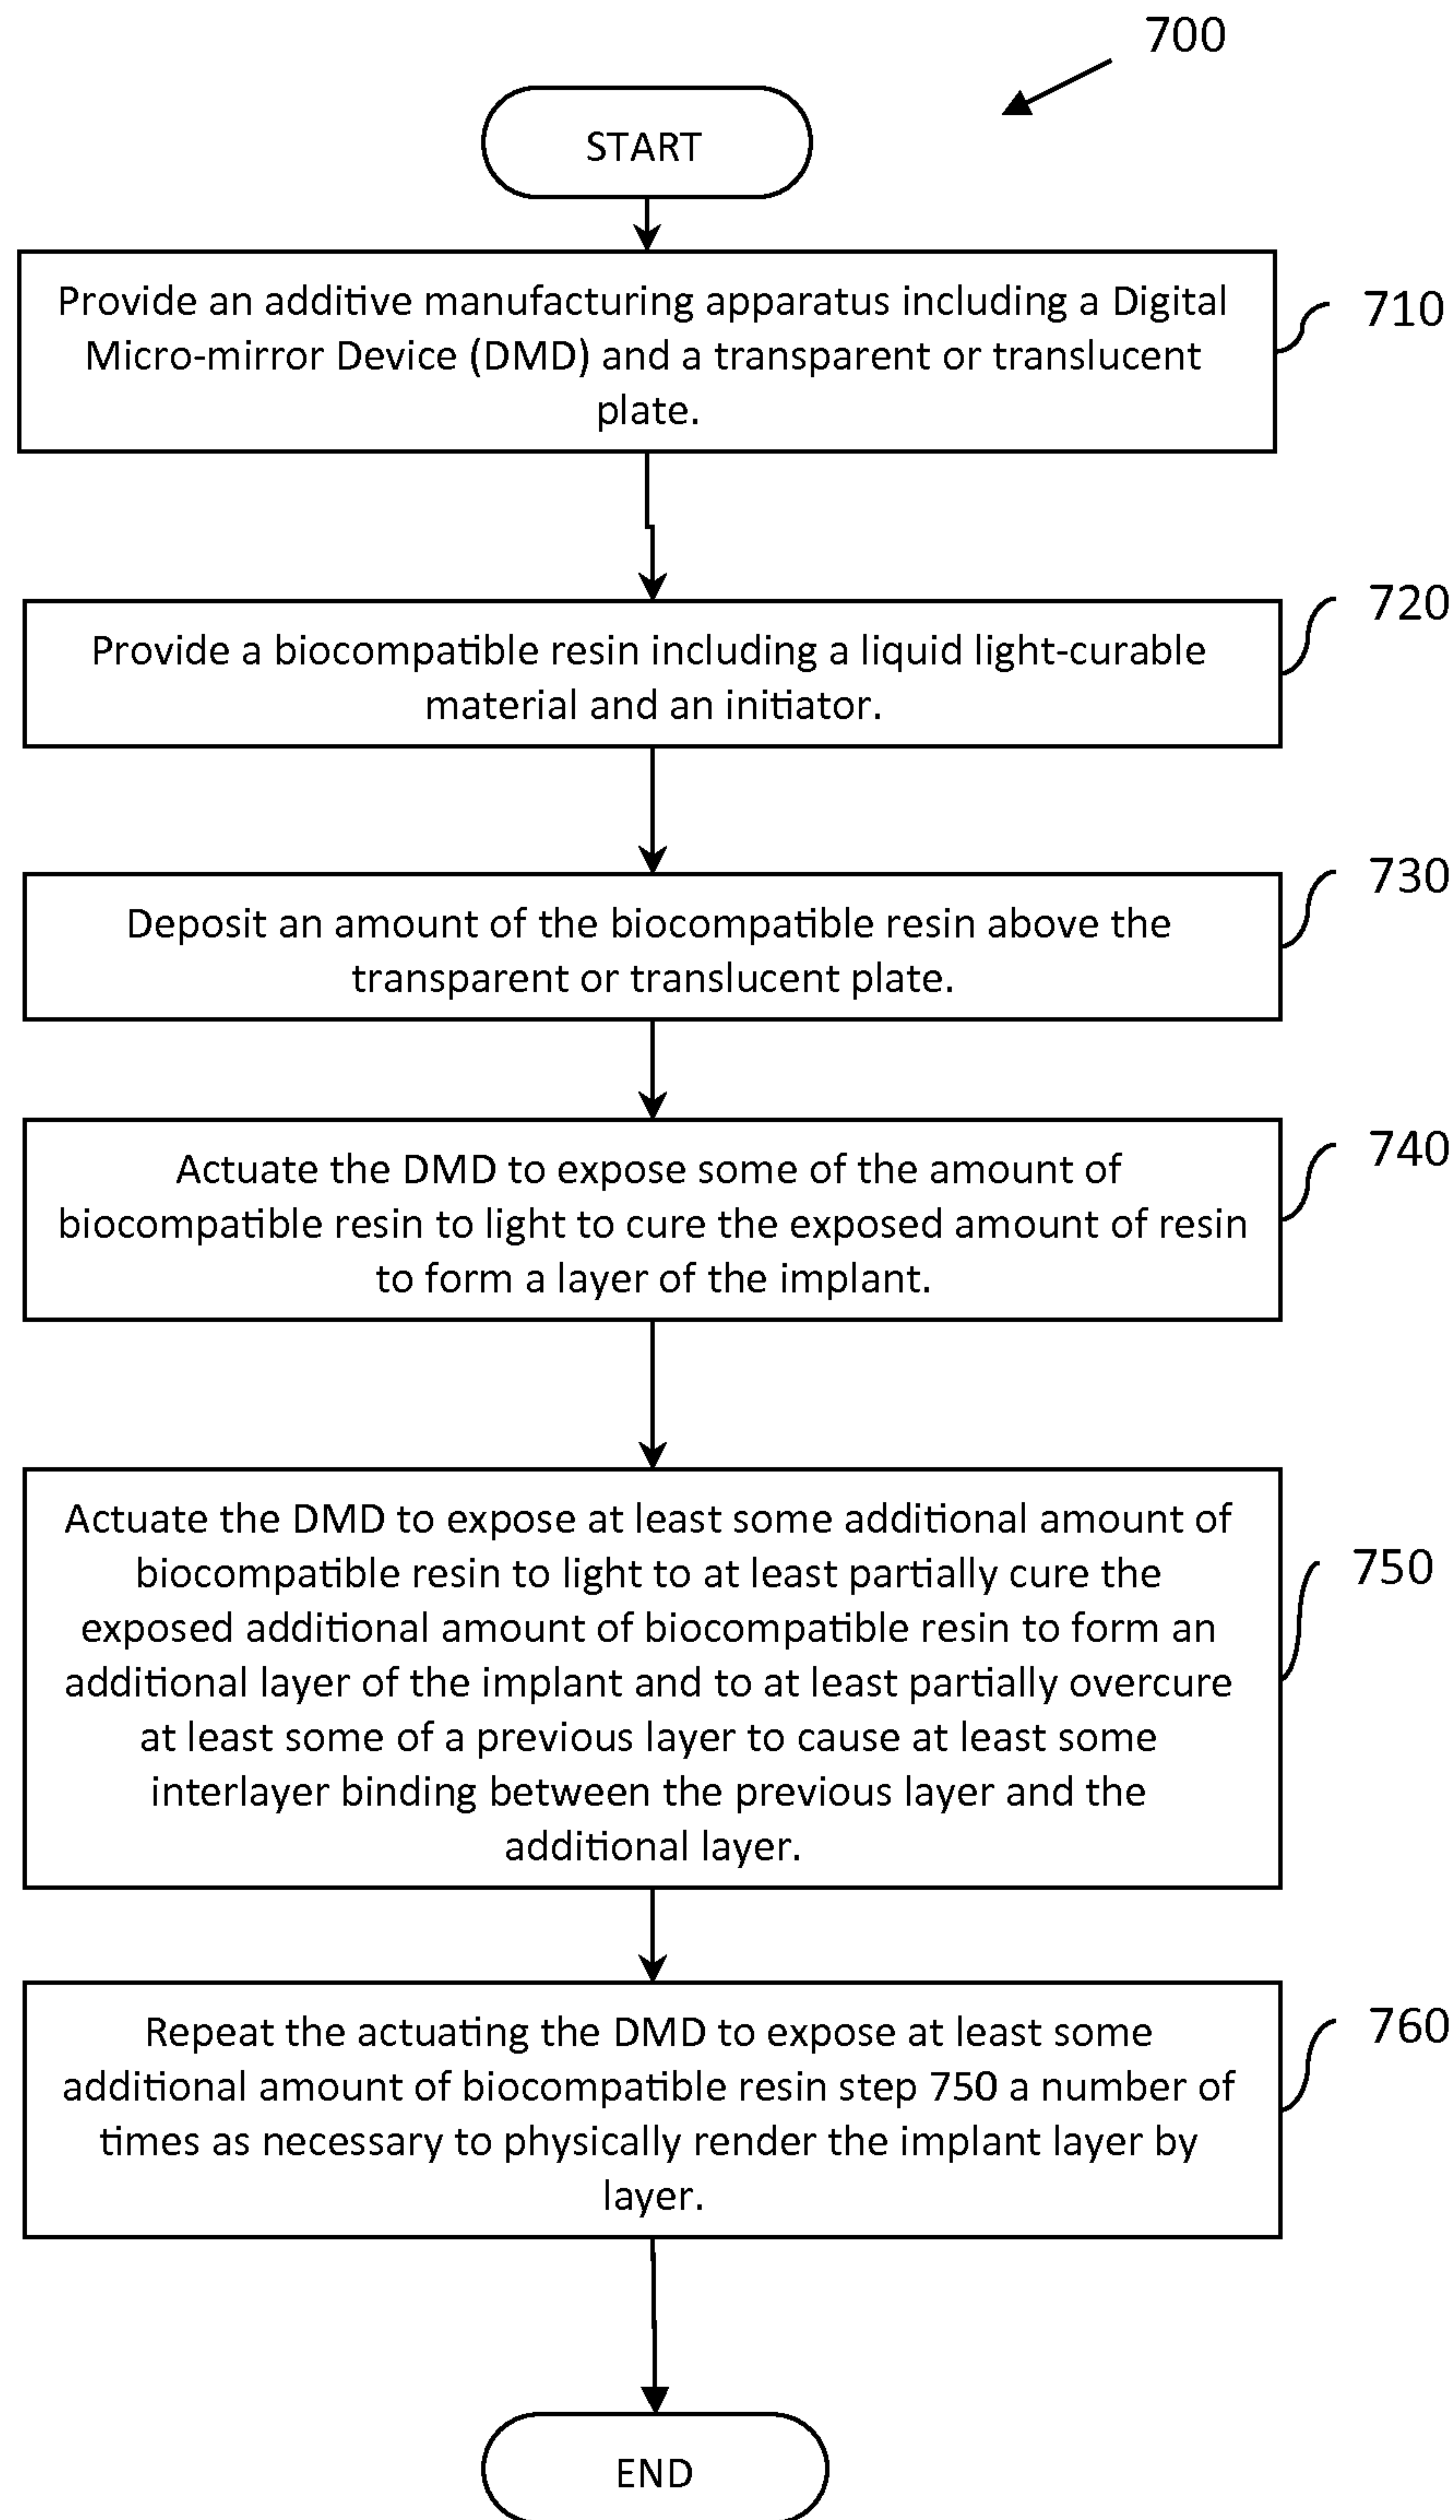 700
START
Provide an additive manufacturing apparatus including a Digital
Micro-mirror Device (DMD) and a transparent or translucent
plate.
710
Provide a biocompatible resin including a liquid light-curable
material and an initiator.
720
Deposit an amount of the biocompatible resin above the
transparent or translucent plate.
730
Actuate the DMD to expose some of the amount of
biocompatible resin to light to cure the exposed amount of resin
to form a layer of the implant.
740
Actuate the DMD to expose at least some additional amount of
biocompatible resin to light to at least partially cure the
exposed additional amount of biocompatible resin to form an
additional layer of the implant and to at least partially overcure
at least some of a previous layer to cause at least some
interlayer binding between the previous layer and the
additional layer.
750
Repeat the actuating the DMD to expose at least some
additional amount of biocompatible resin step 750 a number of
times as necessary to physically render the implant layer by
layer.
760
END